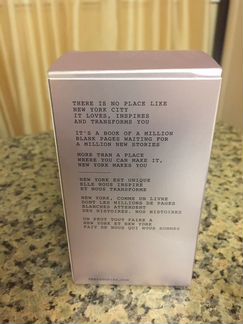 THERE IS NO PLACE LIKE
NEW YORK CITY
IT LOVES, INSPIRES
AND TRANSFORMS YOU
IT'S A BOOK OF A MILLION
BLANK PAGES WAITING FOR
A MILLION NEW STORIES
MORE THAN A PLACE
WHERE YOU CAN MAKE IT,
NEW YORK MAKES YOU
NEW YORK EST UNIQUE
ELLE NOUS INSPIRE
ET NOUS TRANSFORME
NEW YORK, COMME UN LIVRE
DONT LES MILLIONS DE PAGES
BLANCHES ATTENDENT
DES HISTOIRES, NOS HISTOIRES
ON PEUT TOUT FAIRE A
NEW YORK ET NEW YORK
FAIT DE NOUS QUI NOUS SOMMES